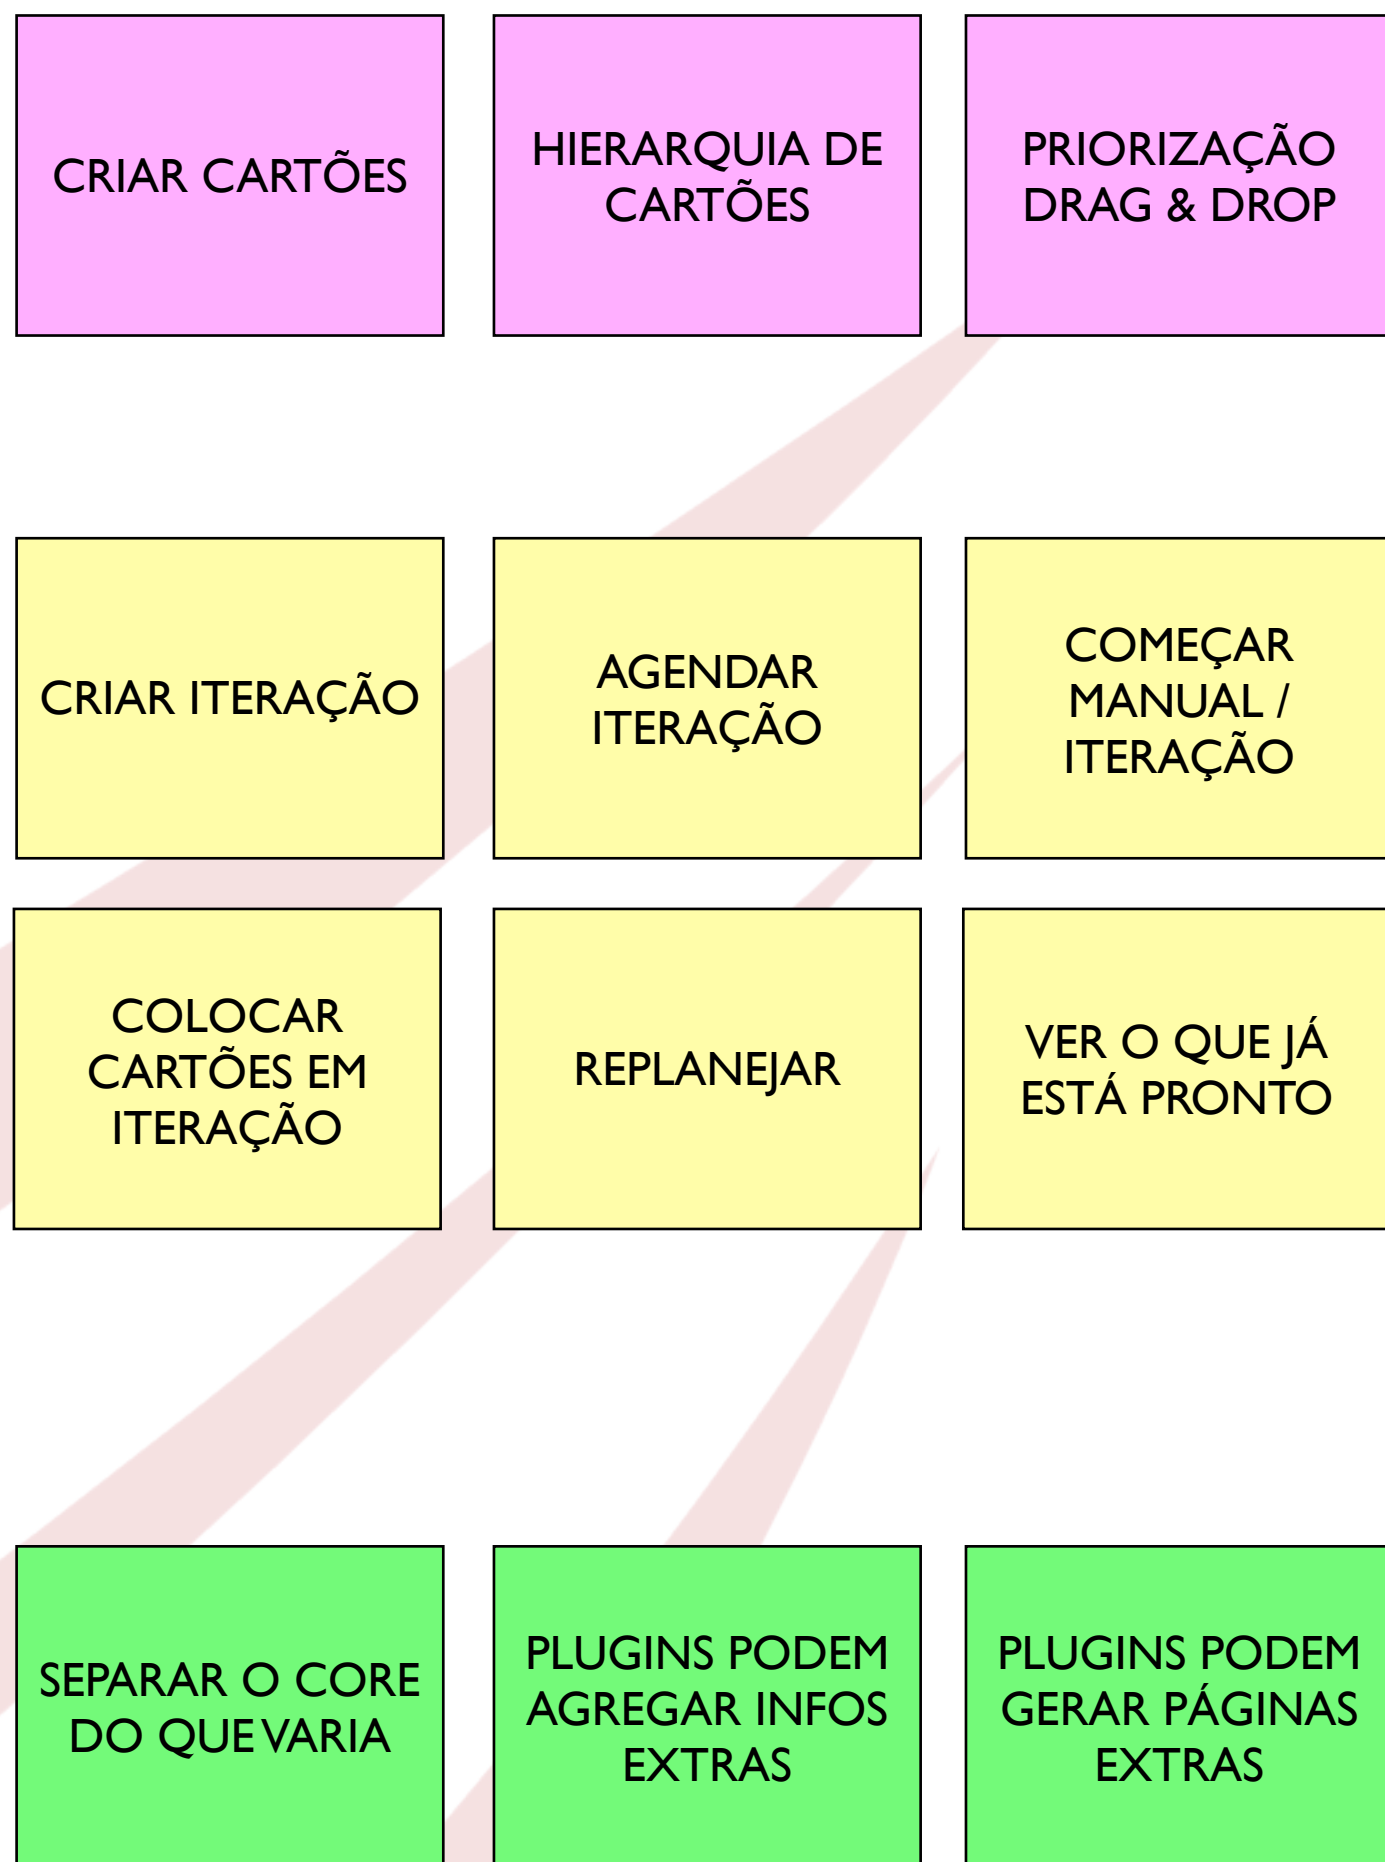 CRIAR CARTÕES
HIERARQUIA DE
CARTÕES
PRIORIZAÇÃO
DRAG & DROP
CRIAR ITERAÇÃO
AGENDAR
ITERAÇÃO
COMEÇAR
MANUAL /
ITERAÇÃO
COLOCAR
CARTÕES EM
ITERAÇÃO
REPLANEJAR
VER O QUE JÁ
ESTÁ PRONTO
SEPARAR O CORE
DO QUE VARIA
PLUGINS PODEM
AGREGAR INFOS
EXTRAS
PLUGINS PODEM
GERAR PÁGINAS
EXTRAS